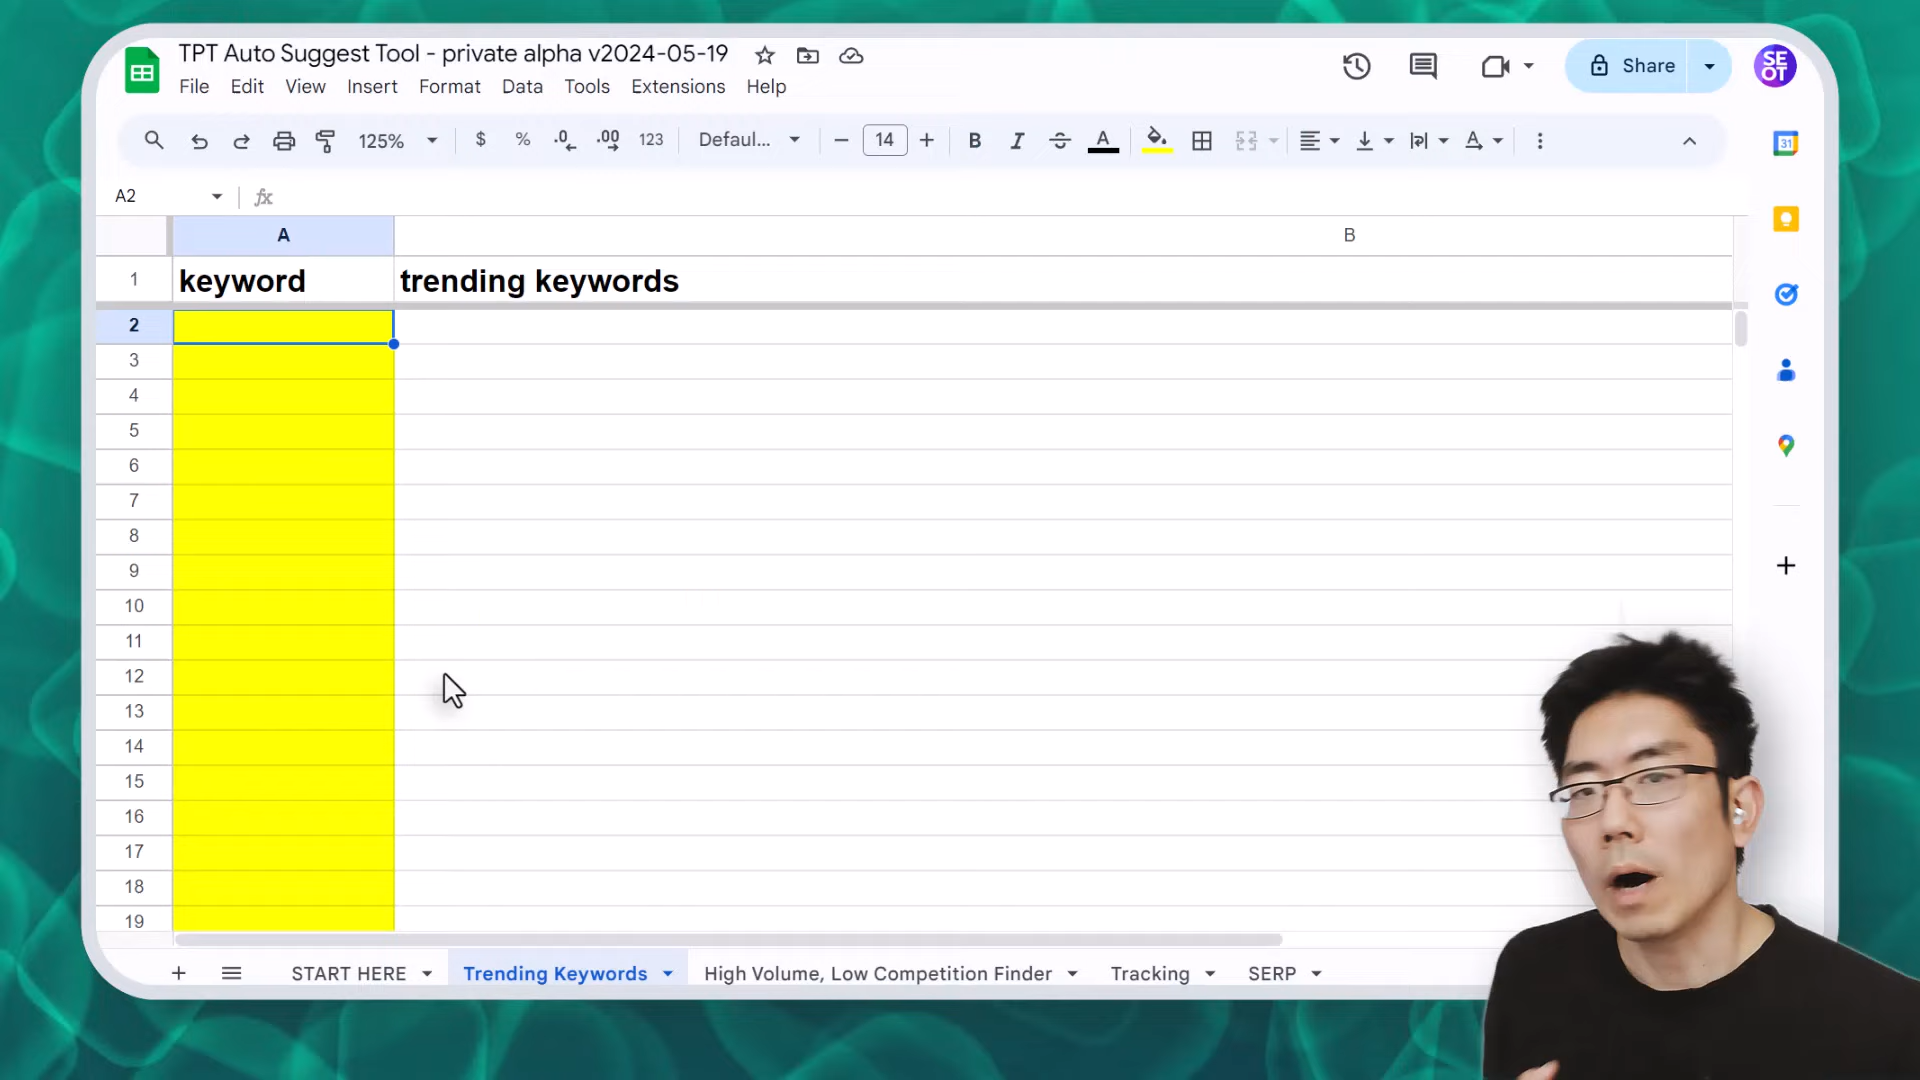 TPT Auto Suggest Tool - private alpha v2024-05-19
File Edit View Insert Format Data Tools Extensions Help
Share
SE
OT
125% $ % .0 .00 123 Defaul... 14 B I A A
31
A2 fx
A B
1 keyword trending keywords
2
3
4
5
6
7
8
9
10
11
12
13
14
15
16
17
18
19
START HERE Trending Keywords High Volume, Low Competition Finder Tracking SERP